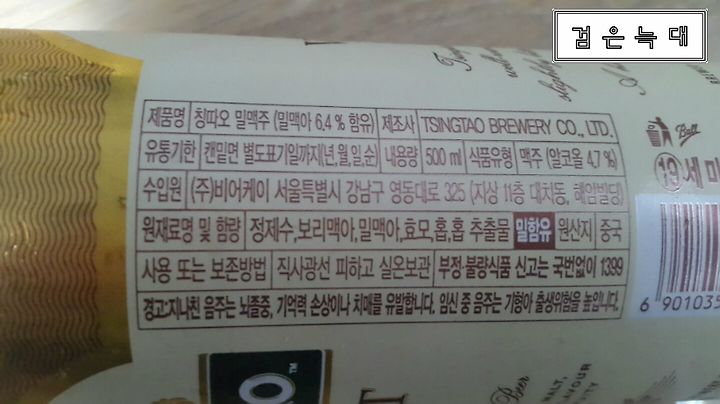 검은늑대
제품명 칭따오 밀맥주 (밀맥아 6.4 % 함유) 제조사 TSINGTAO BREWERY CO., LTD.
유통기한 캔밑면 별도표기일까지(년,월,일,순) 내용량 500 ml 식품유형 맥주 (알코올 4.7 %)
수입원 (주)비어케이 서울특별시 강남구 영동대로 325 (지상 11층 대치동, 해암빌딩)
원재료명 및 함량 정제수,보리맥아,밀맥아,효모,홉,홉 추출물 밀함유 원산지 중국
사용 또는 보존방법 직사광선 피하고 실온보관 부정·불량식품 신고는 국번없이 1399
경고:지나친 음주는 뇌졸중, 기억력 손상이나 치매를 유발합니다. 임신 중 음주는 기형아 출생위험을 높입니다.
Ball
19세 미
6 901035
O™
Beer
MALT,